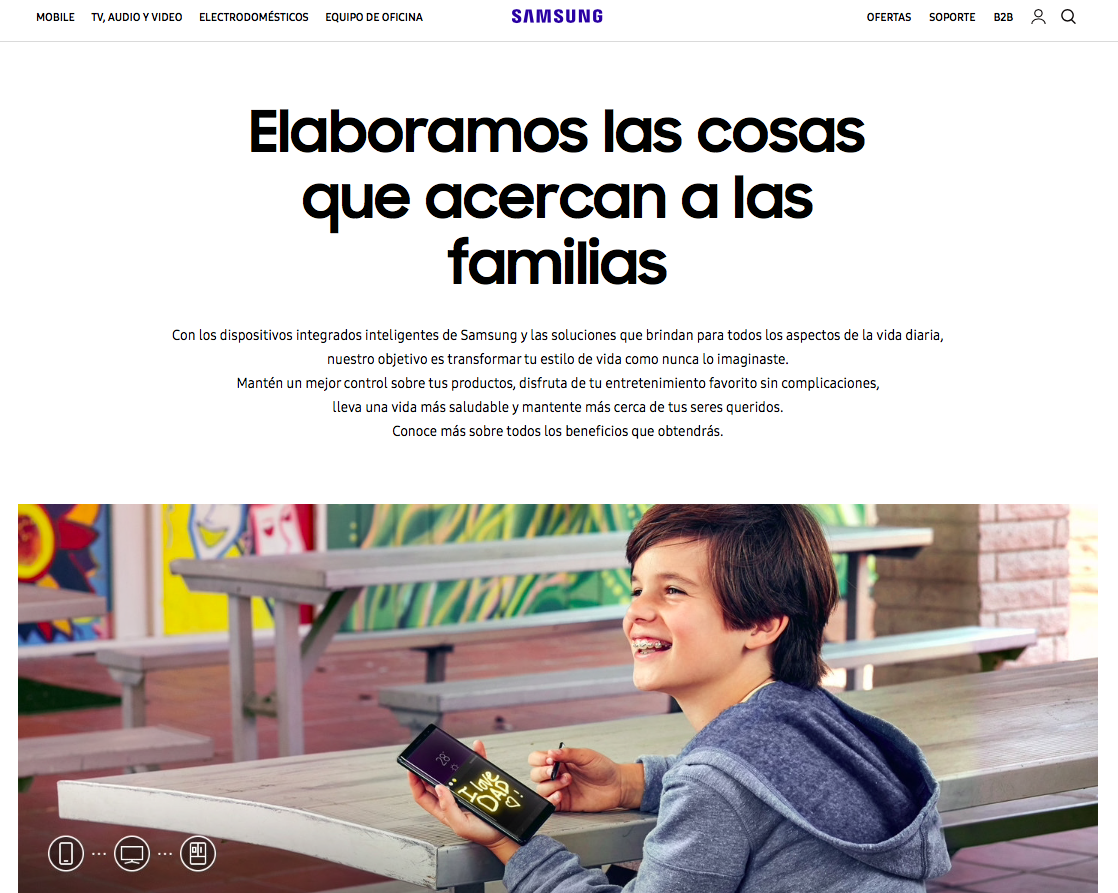 MOBILE TV, AUDIO Y VIDEO ELECTRODOMÉSTICOS EQUIPO DE OFICINA SAMSUNG OFERTAS SOPORTE B2B
Elaboramos las cosas
que acercan a las
familias
Con los dispositivos integrados inteligentes de Samsung y las soluciones que brindan para todos los aspectos de la vida diaria,
nuestro objetivo es transformar tu estilo de vida como nunca lo imaginaste.
Mantén un mejor control sobre tus productos, disfruta de tu entretenimiento favorito sin complicaciones,
lleva una vida más saludable y mantente más cerca de tus seres queridos.
Conoce más sobre todos los beneficios que obtendrás.
28°
I love
DAD!